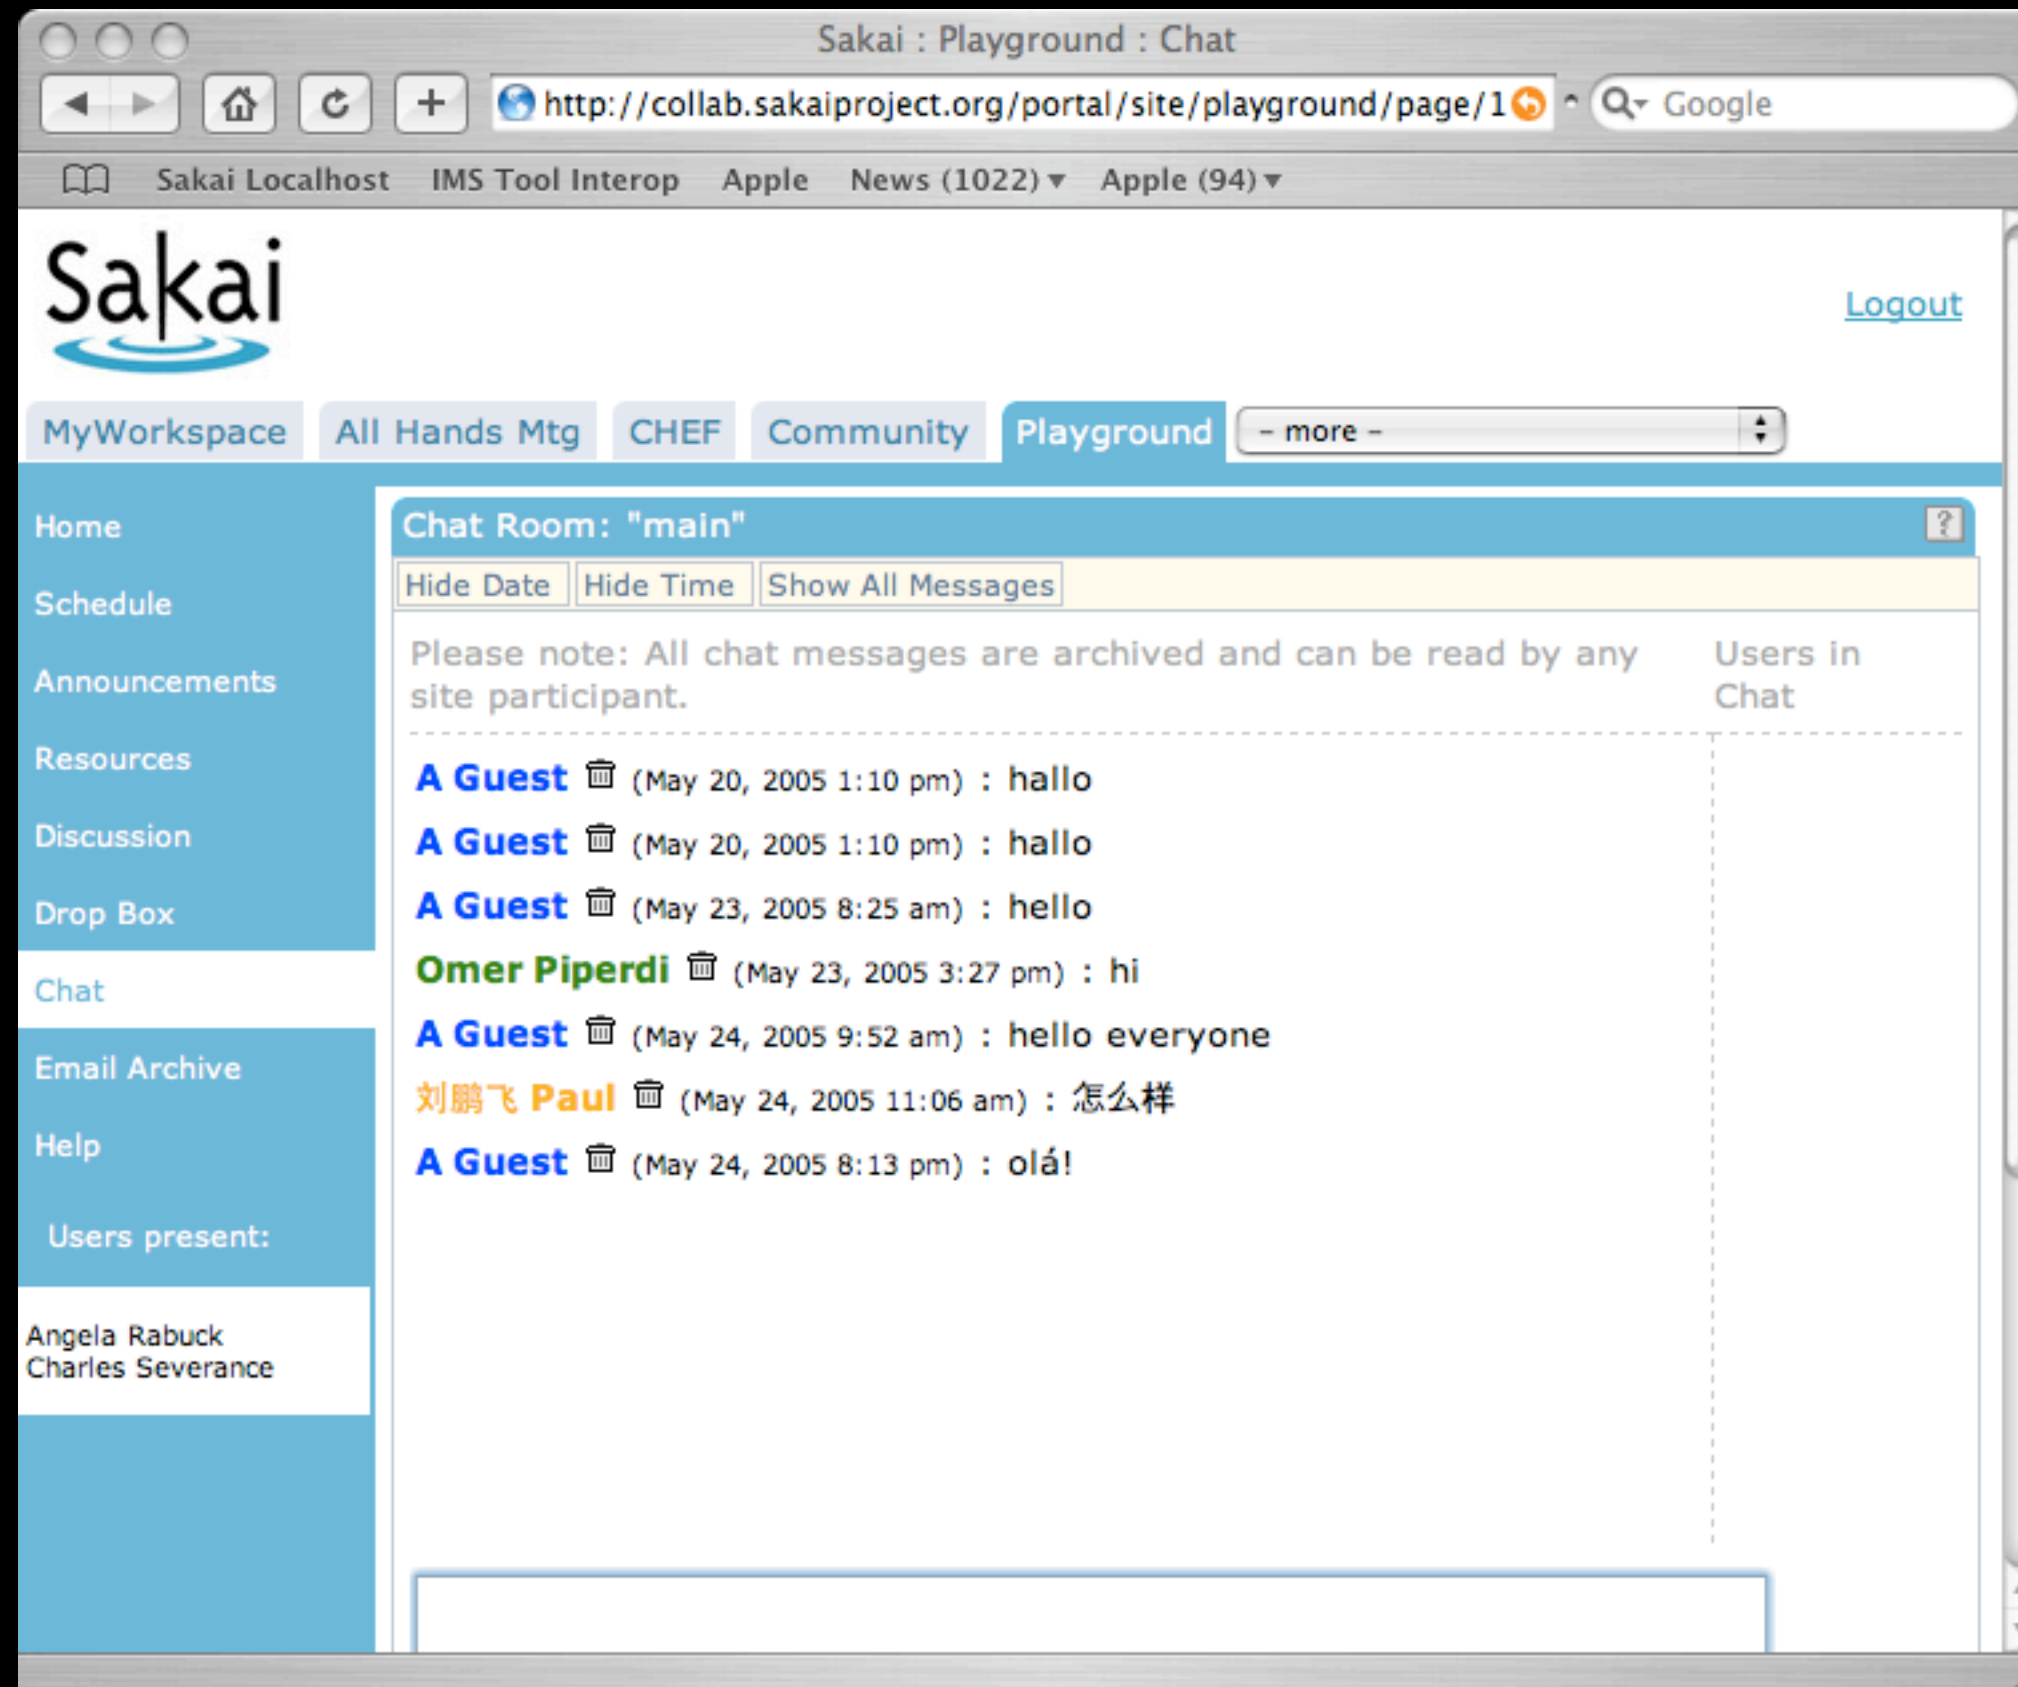 Sakai : Playground : Chat
http://collab.sakaiproject.org/portal/site/playground/page/1
Google
Sakai Localhost IMS Tool Interop Apple News (1022) Apple (94)
Sakai
Logout
MyWorkspace All Hands Mtg CHEF Community Playground – more –
Home
Schedule
Announcements
Resources
Discussion
Drop Box
Chat
Email Archive
Help
Users present:
Angela Rabuck
Charles Severance
Chat Room: "main"
?
Hide Date Hide Time Show All Messages
Please note: All chat messages are archived and can be read by any
site participant.
Users in
Chat
A Guest (May 20, 2005 1:10 pm) : hallo
A Guest (May 20, 2005 1:10 pm) : hallo
A Guest (May 23, 2005 8:25 am) : hello
Omer Piperdi (May 23, 2005 3:27 pm) : hi
A Guest (May 24, 2005 9:52 am) : hello everyone
刘鹏飞 Paul (May 24, 2005 11:06 am) : 怎么样
A Guest (May 24, 2005 8:13 pm) : olá!